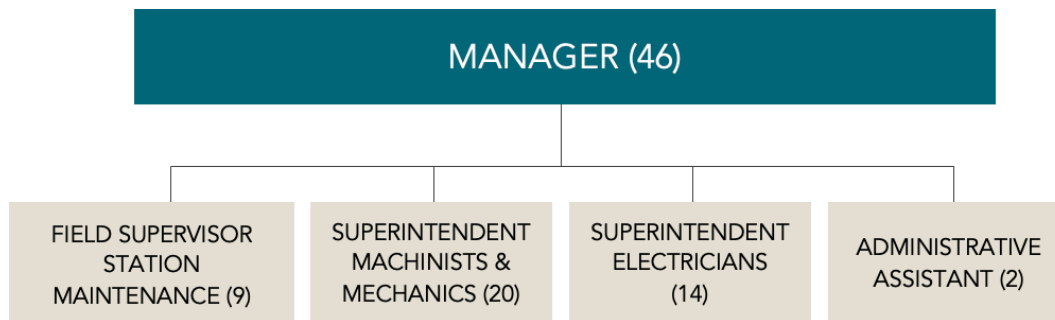 MANAGER (46)
FIELD SUPERVISOR
STATION
MAINTENANCE (9)
SUPERINTENDENT
MACHINISTS &
MECHANICS (20)
SUPERINTENDENT
ELECTRICIANS
(14)
ADMINISTRATIVE
ASSISTANT (2)